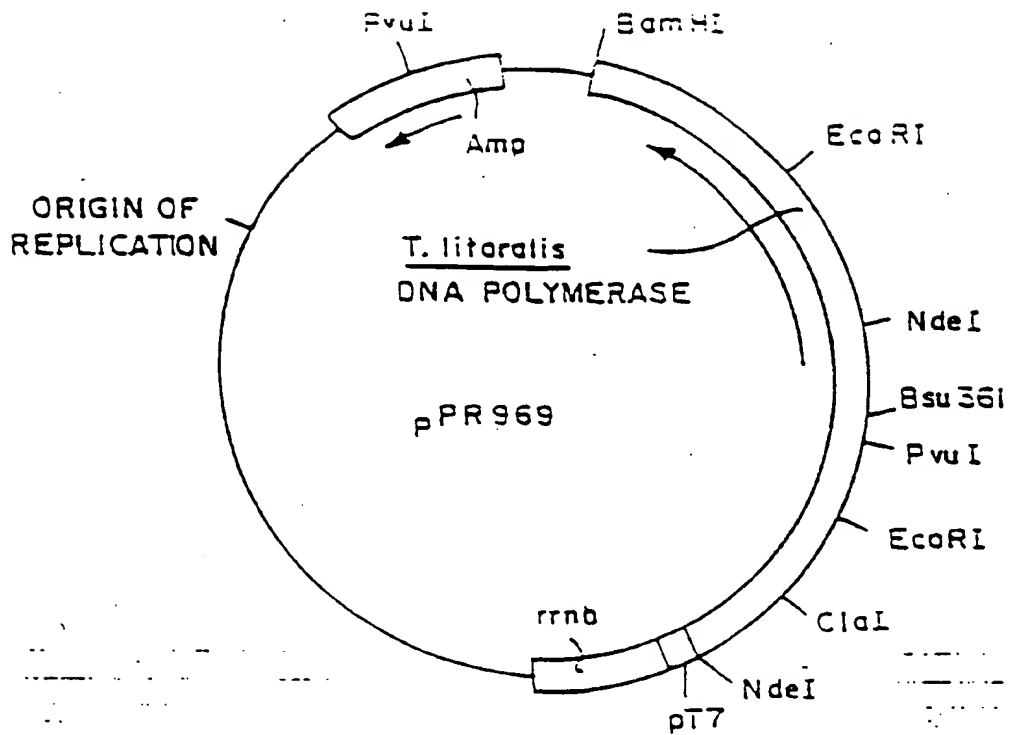 PvuI
BamHI
EcoRI
Amp
ORIGIN OF
REPLICATION
T. litoralis
DNA POLYMERASE
NdeI
Bsu36I
PvuI
pPR969
EcoRI
ClaI
rrnb
NdeI
pT7